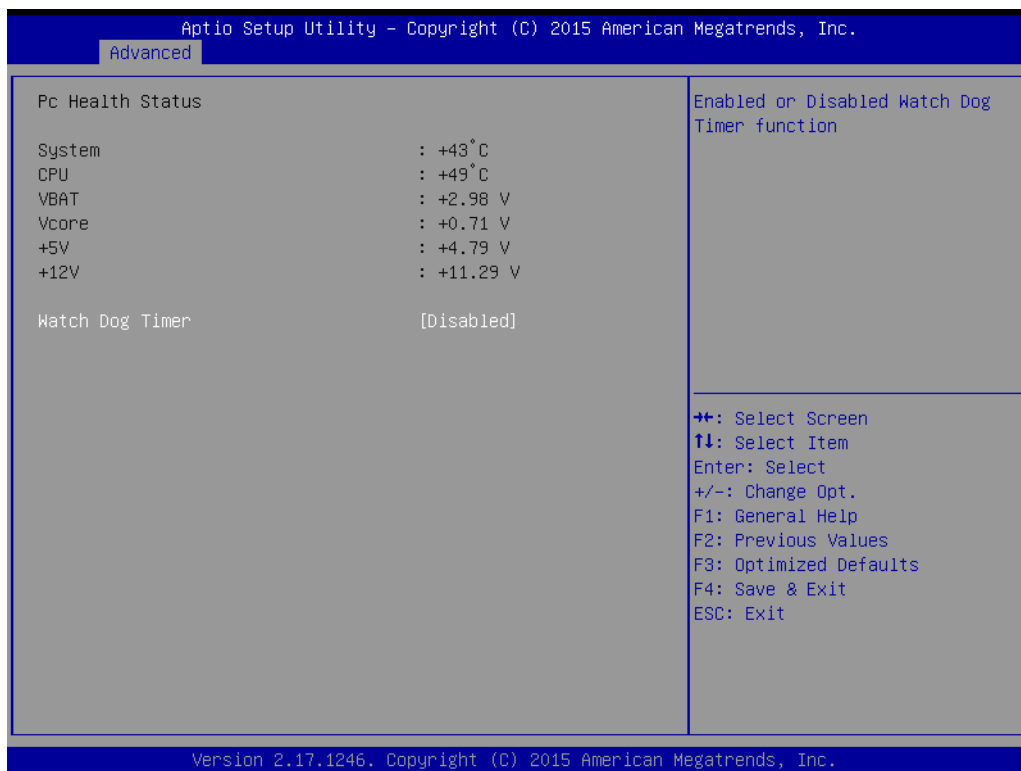 Aptio Setup Utility – Copyright (C) 2015 American Megatrends, Inc.
Advanced
Pc Health Status
System : +43°C
CPU : +49°C
VBAT : +2.98 V
Vcore : +0.71 V
+5V : +4.79 V
+12V : +11.29 V
Watch Dog Timer [Disabled]
Enabled or Disabled Watch Dog
Timer function
→←: Select Screen
↑↓: Select Item
Enter: Select
+/-: Change Opt.
F1: General Help
F2: Previous Values
F3: Optimized Defaults
F4: Save & Exit
ESC: Exit
Version 2.17.1246. Copyright (C) 2015 American Megatrends, Inc.